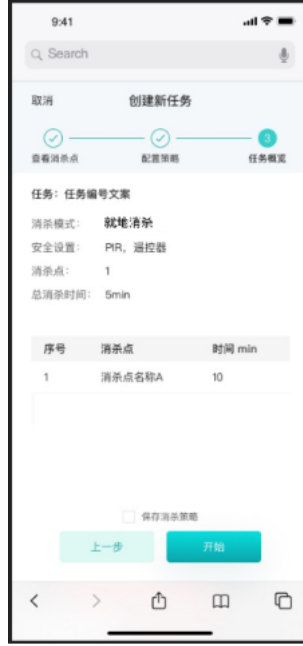 9:41
Search
取消 创建新任务
3
查看消杀点 配置策略 任务概览
任务：任务编号文案
消杀模式： 就地消杀
安全设置： PIR，遥控器
消杀点： 1
总消杀时间： 5min
序号 消杀点 时间 min
1 消杀点名称A 10
保存消杀策略
上一步 开始